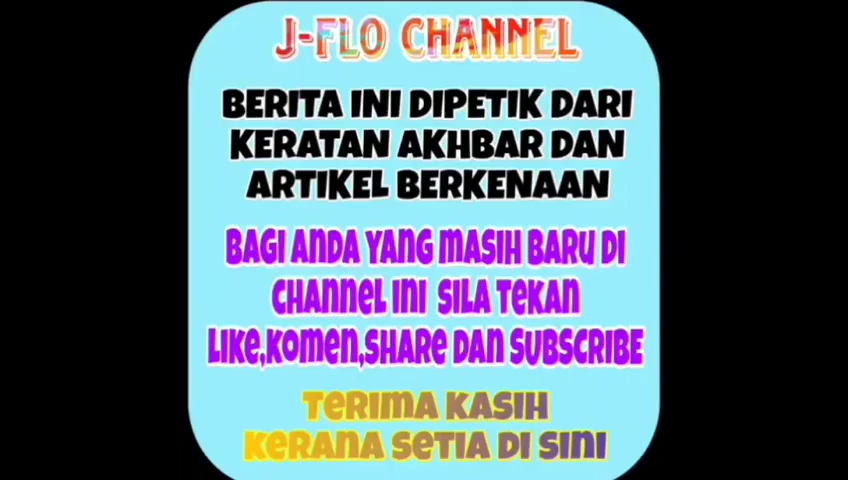 J-FLO CHANNEL
BERITA INI DIPETIK DARI
KERATAN AKHBAR DAN
ARTIKEL BERKENAAN
BAGI ANDA YANG MASIH BARU DI
CHANNEL INI SILA TEKAN
LIKE,KOMEN,SHARE DAN SUBSCRIBE
TERIMA KASIH
KERANA SETIA DI SINI